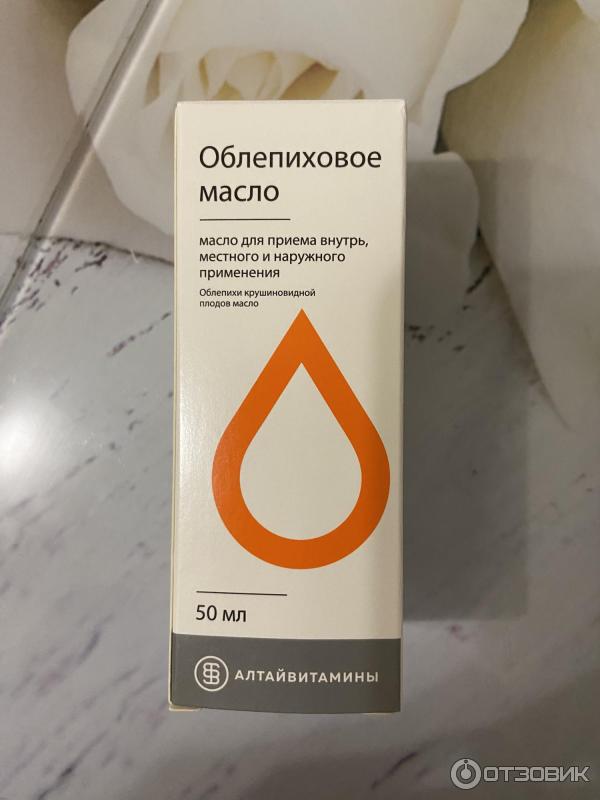 Облепиховое
масло
масло для приема внутрь,
местного и наружного
применения
Облепихи крушиновидной
плодов масло
50 мл
АЛТАЙВИТАМИНЫ
ОТЗОВИК